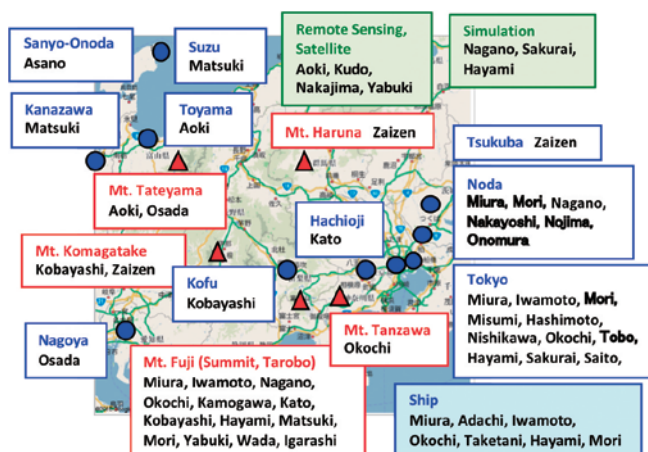 Sanyo-Onoda
Asano
Suzu
Matsuki
Remote Sensing,
Satellite
Aoki, Kudo,
Nakajima, Yabuki
Simulation
Nagano, Sakurai,
Hayami
Kanazawa
Matsuki
Toyama
Aoki
Mt. Haruna Zaizen
Tsukuba Zaizen
Mt. Tateyama
Aoki, Osada
Noda
Miura, Mori, Nagano,
Nakayoshi, Nojima,
Onomura
Hachioji
Kato
Mt. Komagatake
Kobayashi, Zaizen
Kofu
Kobayashi
Tokyo
Miura, Iwamoto, Mori,
Misumi, Hashimoto,
Nishikawa, Okochi, Tobo,
Hayami, Sakurai, Saito,
Nagoya
Osada
Mt. Tanzawa
Okochi
Mt. Fuji (Summit, Tarobo)
Miura, Iwamoto, Nagano,
Okochi, Kamogawa, Kato,
Kobayashi, Hayami, Matsuki,
Mori, Yabuki, Wada, Igarashi
Ship
Miura, Adachi, Iwamoto,
Okochi, Taketani, Hayami, Mori